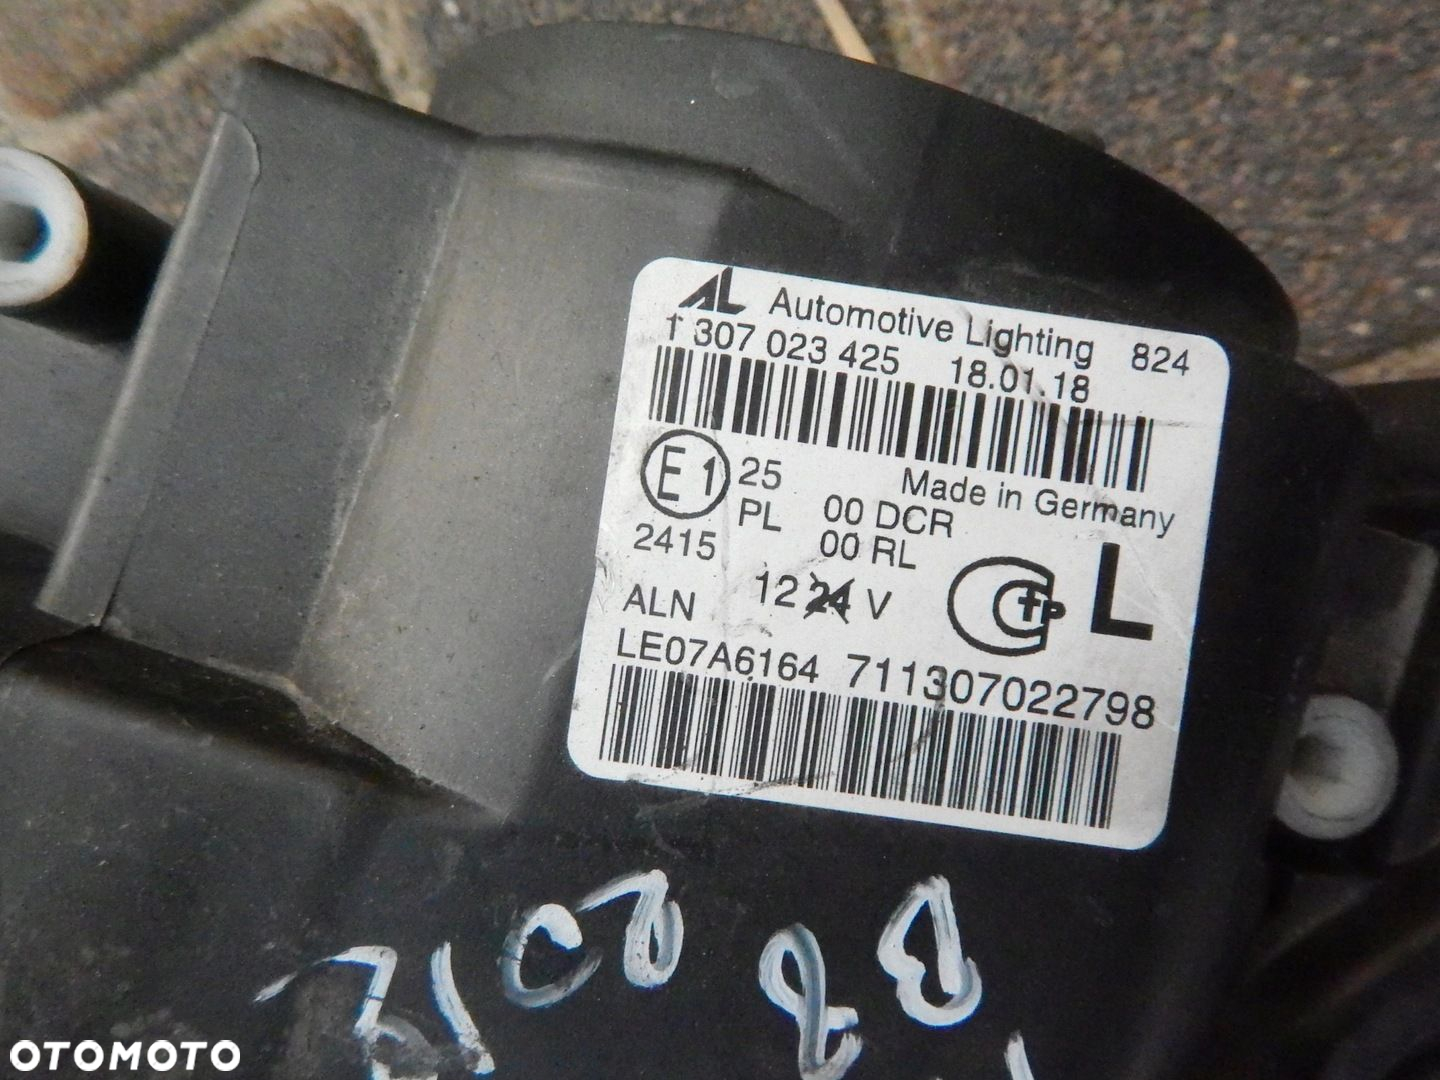 AL Automotive Lighting 824
1 307 023 425 18.01.18
E1 25 Made in Germany
PL 00 DCR
2415 00 RL
L
ALN 12 24 V
LE07A6164 711307022798
OTOMOTO